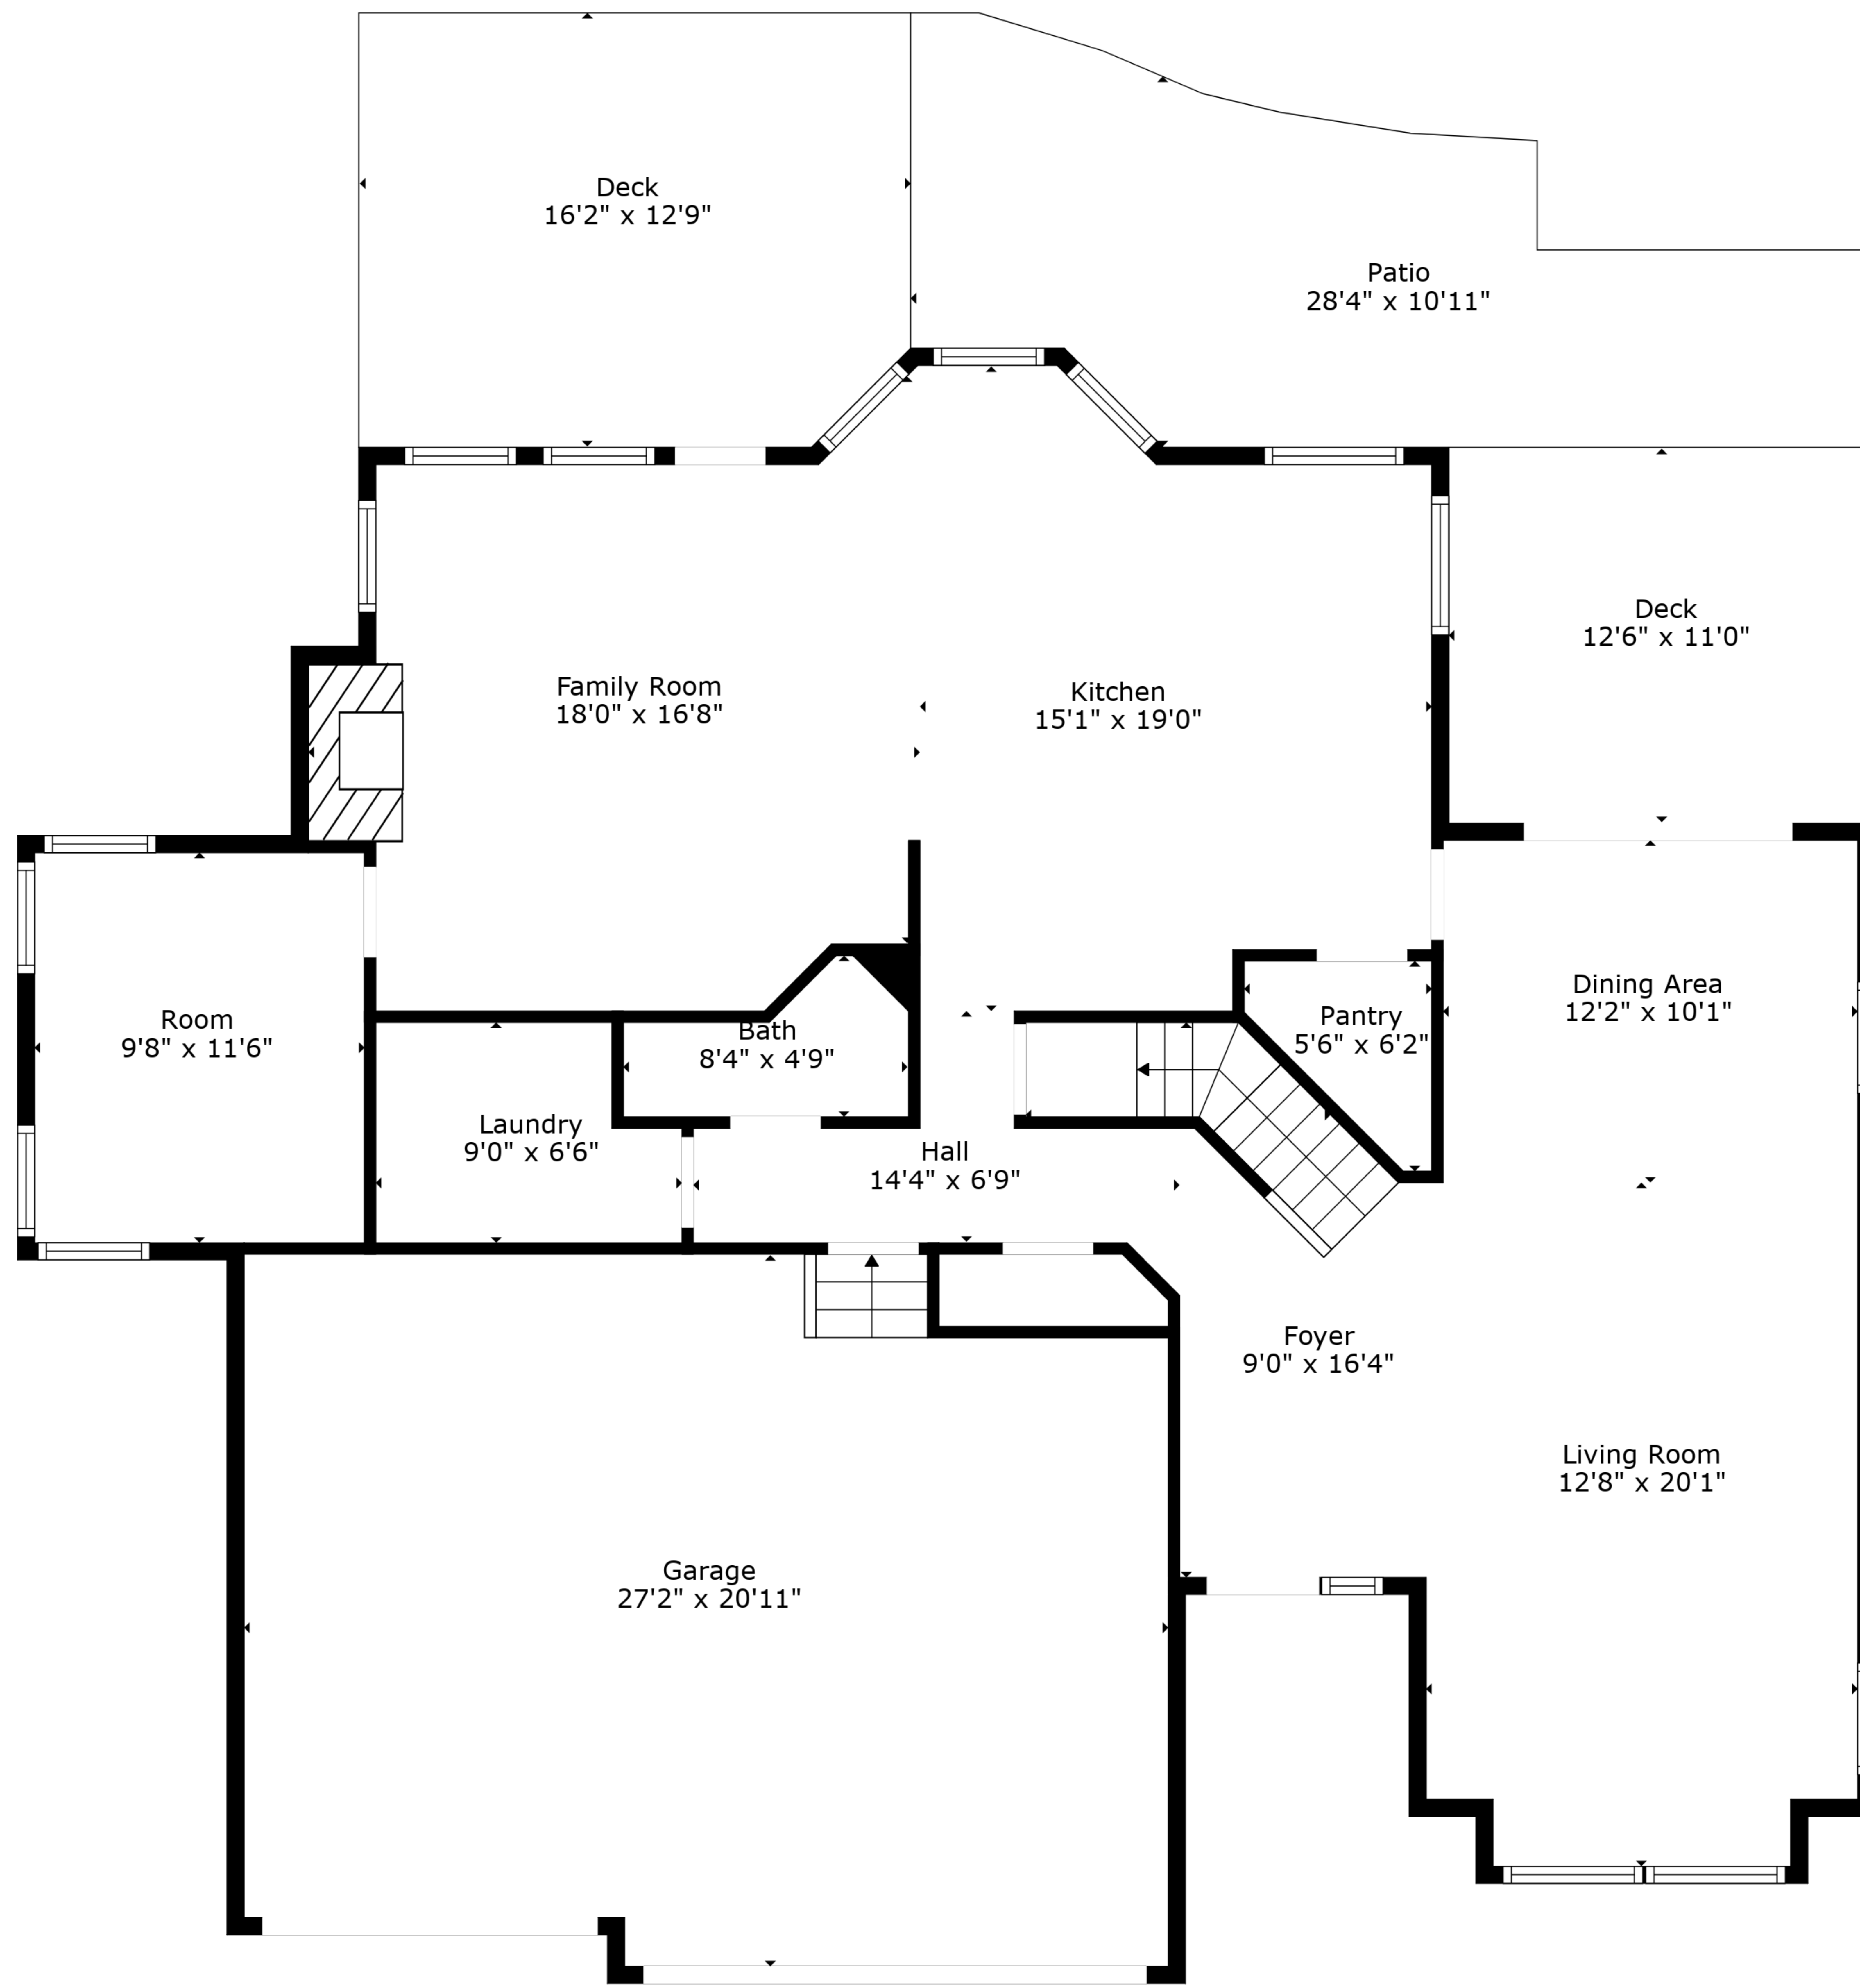 Deck
16'2" x 12'9"
Patio
28'4" x 10'11"
Deck
12'6" x 11'0"
Family Room
18'0" x 16'8"
Kitchen
15'1" x 19'0"
Dining Area
12'2" x 10'1"
Room
9'8" x 11'6"
Bath
8'4" x 4'9"
Pantry
5'6" x 6'2"
Laundry
9'0" x 6'6"
Hall
14'4" x 6'9"
Foyer
9'0" x 16'4"
Living Room
12'8" x 20'1"
Garage
27'2" x 20'11"